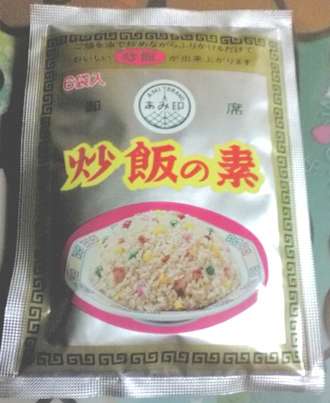 ご飯を油で炒めながらふりかけるだけで
おいしい 炒飯 が出来上がります
6袋入
AMI JIRUSHI BRAND
あみ印
御 席
炒飯の素